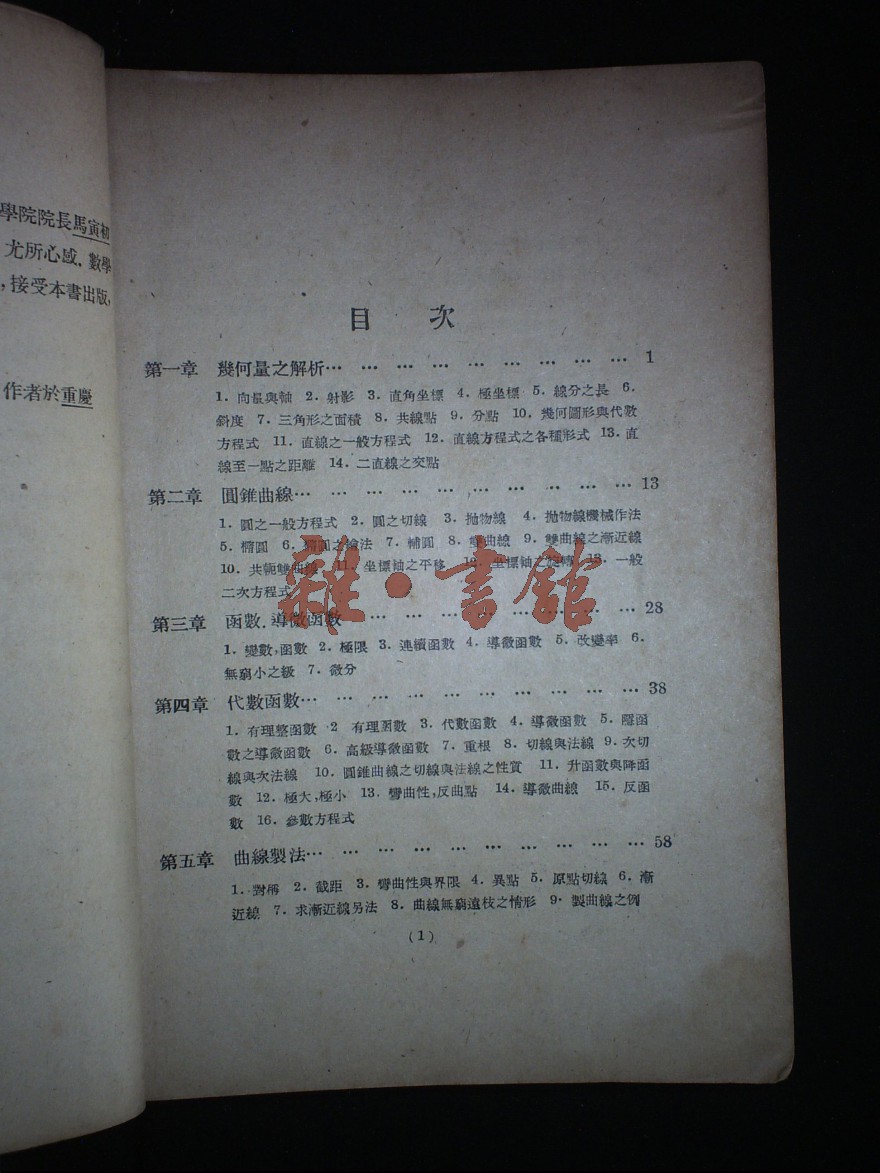 學院院長馬寅初
尤所心感.數學
,接受本書出版,
作者於重慶
目 次
第一章 幾何量之解析… … … … … … … … … 1
1. 向量與軸 2. 射影 3. 直角坐標 4. 極坐標 5. 線分之長 6.
斜度 7. 三角形之面積 8. 共線點 9. 分點 10. 幾何圖形與代數
方程式 11. 直線之一般方程式 12. 直線方程式之各種形式 13. 直
線至一點之距離 14. 二直線之交點
第二章 圓錐曲線… … … … … … … … … … 13
1. 圓之一般方程式 2. 圓之切線 3. 拋物線 4. 拋物線機械作法
5. 橢圓 6. 橢圓之繪法 7. 輔圓 8. 雙曲線 9. 雙曲線之漸近線
10. 共軛雙曲線 11. 坐標軸之平移 12. 坐標軸之旋轉 13. 一般
二次方程式
第三章 函數,導微函數… … … … … … … … … 28
1. 變數,函數 2. 極限 3. 連續函數 4. 導微函數 5. 改變率 6.
無窮小之級 7. 微分
第四章 代數函數… … … … … … … … … … 38
1. 有理整函數 2 有理函數 3. 代數函數 4. 導微函數 5. 隱函
數之導微函數 6. 高級導微函數 7. 重根 8. 切線與法線 9. 次切
線與次法線 10. 圓錐曲線之切線與法線之性質 11. 升函數與降函
數 12. 極大,極小 13. 彎曲性,反曲點 14. 導微曲線 15. 反函
數 16. 參數方程式
第五章 曲線製法… … … … … … … … … … 58
1. 對稱 2. 截距 3. 彎曲性與界限 4. 異點 5. 原點切線 6. 漸
近線 7. 求漸近線另法 8. 曲線無窮遠枝之情形 9. 製曲線之例
(1)
雜·書館